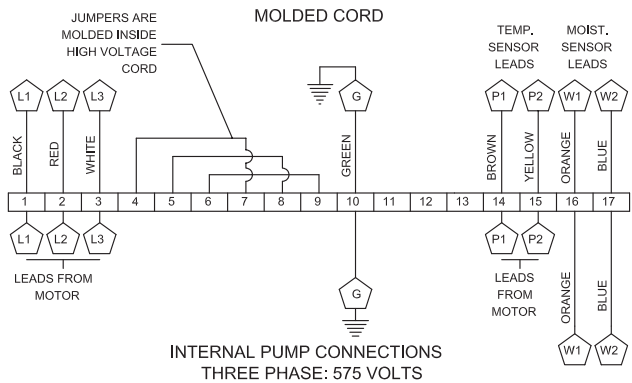 MOLDED CORD
JUMPERS ARE
MOLDED INSIDE
HIGH VOLTAGE
CORD
TEMP.
SENSOR
LEADS
MOIST.
SENSOR
LEADS
L1 L2 L3 G P1 P2 W1 W2
BLACK
RED
WHITE
GREEN
BROWN
YELLOW
ORANGE
BLUE
1 2 3 4 5 6 7 8 9 10 11 12 13 14 15 16 17
L1 L2 L3 P1 P2
LEADS FROM
MOTOR
LEADS
FROM
MOTOR
ORANGE
BLUE
G
W1 W2
INTERNAL PUMP CONNECTIONS
THREE PHASE: 575 VOLTS